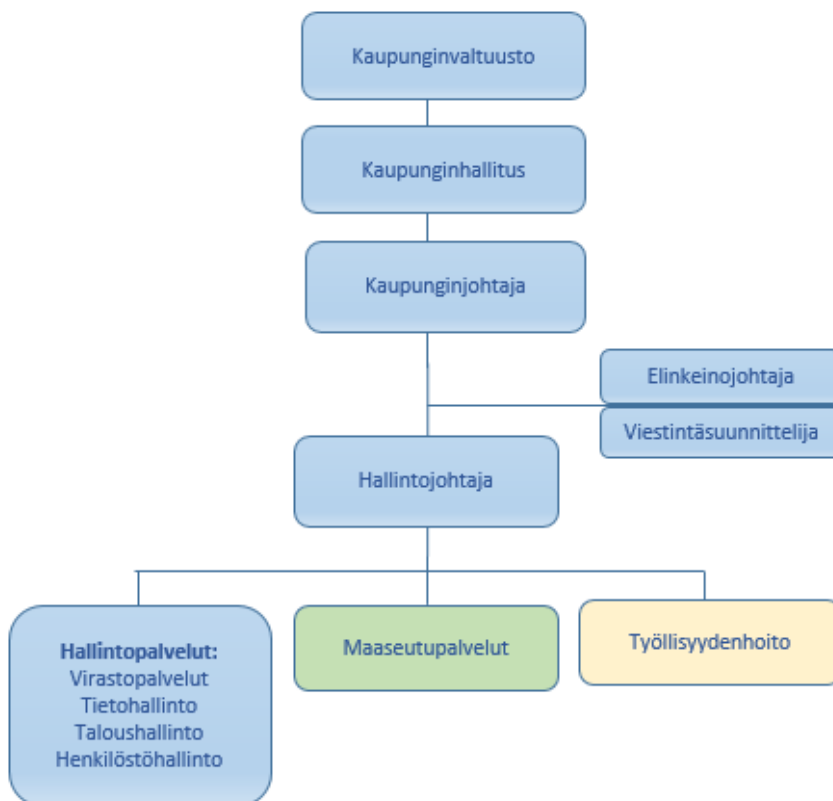 Kaupunginvaltuusto
Kaupunginhallitus
Kaupunginjohtaja
Elinkeinojohtaja
Viestintäsuunnittelija
Hallintojohtaja
Hallintopalvelut:
Virastopalvelut
Tietohallinto
Taloushallinto
Henkilöstöhallinto
Maaseutupalvelut
Työllisyydenhoito